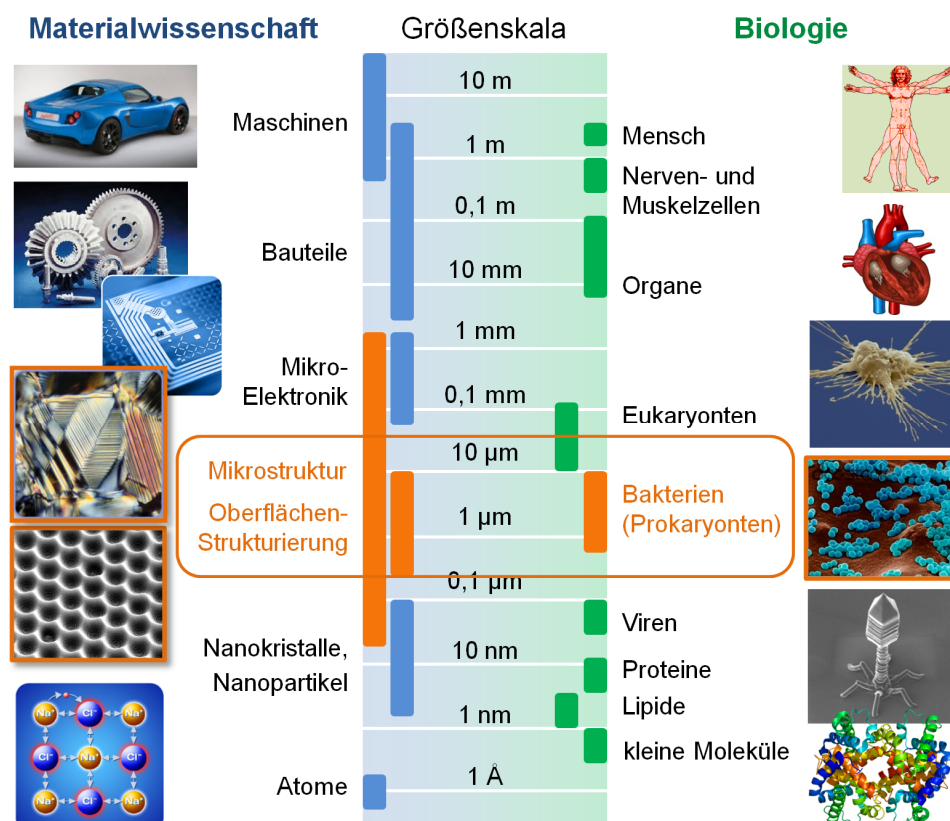 Materialwissenschaft
Größenskala
Biologie
10 m
Maschinen
1 m
Mensch
Nerven- und
Muskelzellen
0,1 m
Bauteile
10 mm
Organe
1 mm
Mikro-
Elektronik
0,1 mm
Eukaryonten
10 µm
Mikrostruktur
Oberflächen-
Strukturierung
1 µm
Bakterien
(Prokaryonten)
0,1 µm
Viren
Nanokristalle,
Nanopartikel
10 nm
Proteine
Lipide
1 nm
kleine Moleküle
Atome
1 Å
Na⁺ Cl⁻ Na⁺
Cl⁻ Na⁺ Cl⁻
Na⁺ Cl⁻ Na⁺